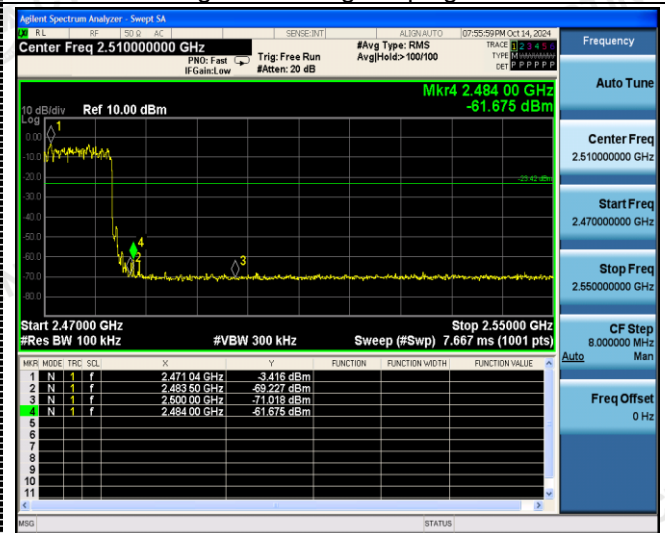 Agilent Spectrum Analyzer - Swept SA
RL RF 50 Ω AC SENSE:INT ALIGN AUTO 07:55:59 PM Oct 14, 2024
Center Freq 2.510000000 GHz
PNO: Fast
IFGain:Low
Trig: Free Run
#Atten: 20 dB
#Avg Type: RMS
Avg|Hold:> 100/100
TRACE 1 2 3 4 5 6
TYPE M
DET P P P P P P
Mkr4 2.484 00 GHz
-61.675 dBm
10 dB/div Ref 10.00 dBm
Log
0.00
-10.0
-20.0
-30.0
-40.0
-50.0
-60.0
-70.0
-80.0
1
2
3
4
-23.42 dBm
Start 2.47000 GHz Stop 2.55000 GHz
#Res BW 100 kHz #VBW 300 kHz Sweep (#Swp) 7.667 ms (1001 pts)
MKR MODE TRC SCL X Y FUNCTION FUNCTION WIDTH FUNCTION VALUE
1 N 1 f 2.471 04 GHz -3.416 dBm
2 N 1 f 2.483 50 GHz -69.227 dBm
3 N 1 f 2.500 00 GHz -71.018 dBm
4 N 1 f 2.484 00 GHz -61.675 dBm
5
6
7
8
9
10
11
MSG STATUS
Frequency
Auto Tune
Center Freq
2.510000000 GHz
Start Freq
2.470000000 GHz
Stop Freq
2.550000000 GHz
CF Step
8.000000 MHz
Auto Man
Freq Offset
0 Hz